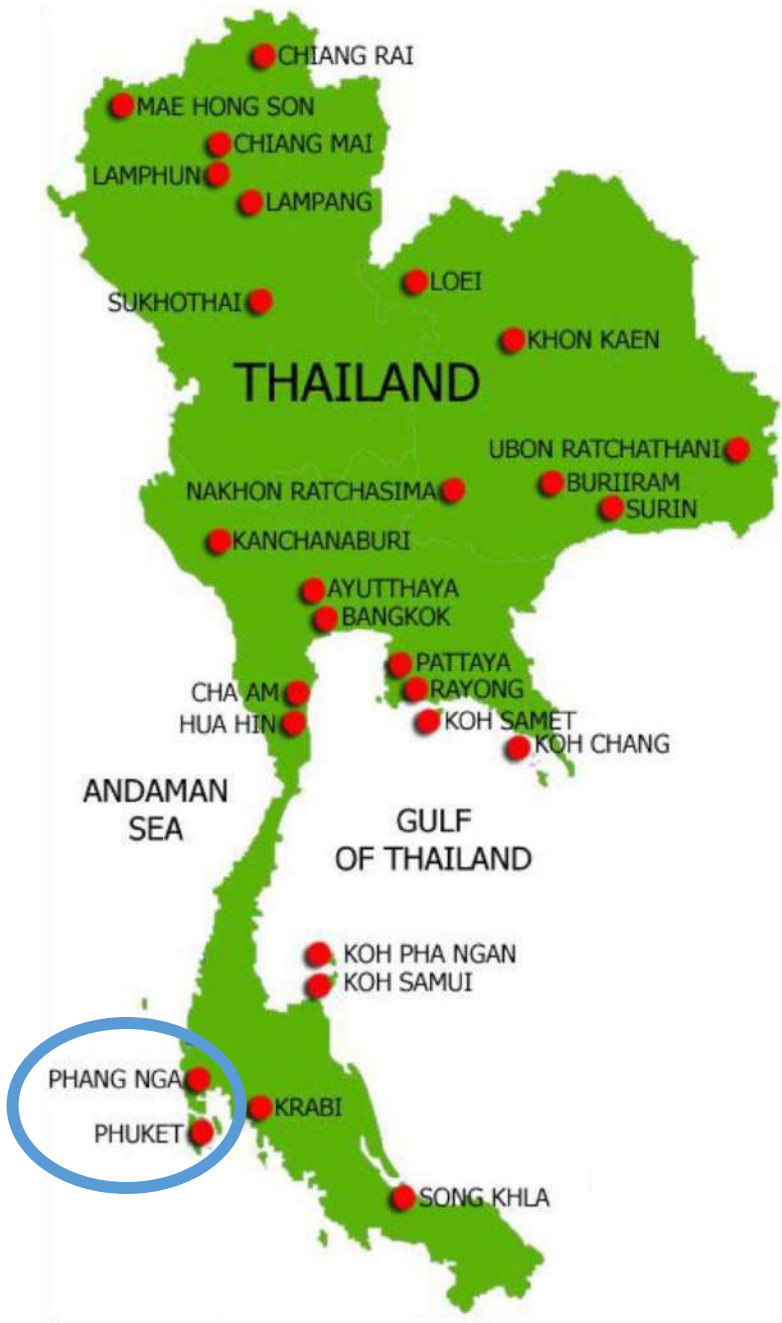 CHIANG RAI
MAE HONG SON
CHIANG MAI
LAMPHUN
LAMPANG
LOEI
SUKHOTHAI
KHON KAEN
THAILAND
UBON RATCHATHANI
BURIIRAM
NAKHON RATCHASIMA
SURIN
KANCHANABURI
AYUTTHAYA
BANGKOK
PATTAYA
CHA AM
RAYONG
HUA HIN
KOH SAMET
KOH CHANG
ANDAMAN
SEA
GULF
OF THAILAND
KOH PHA NGAN
KOH SAMUI
PHANG NGA
KRABI
PHUKET
SONG KHLA